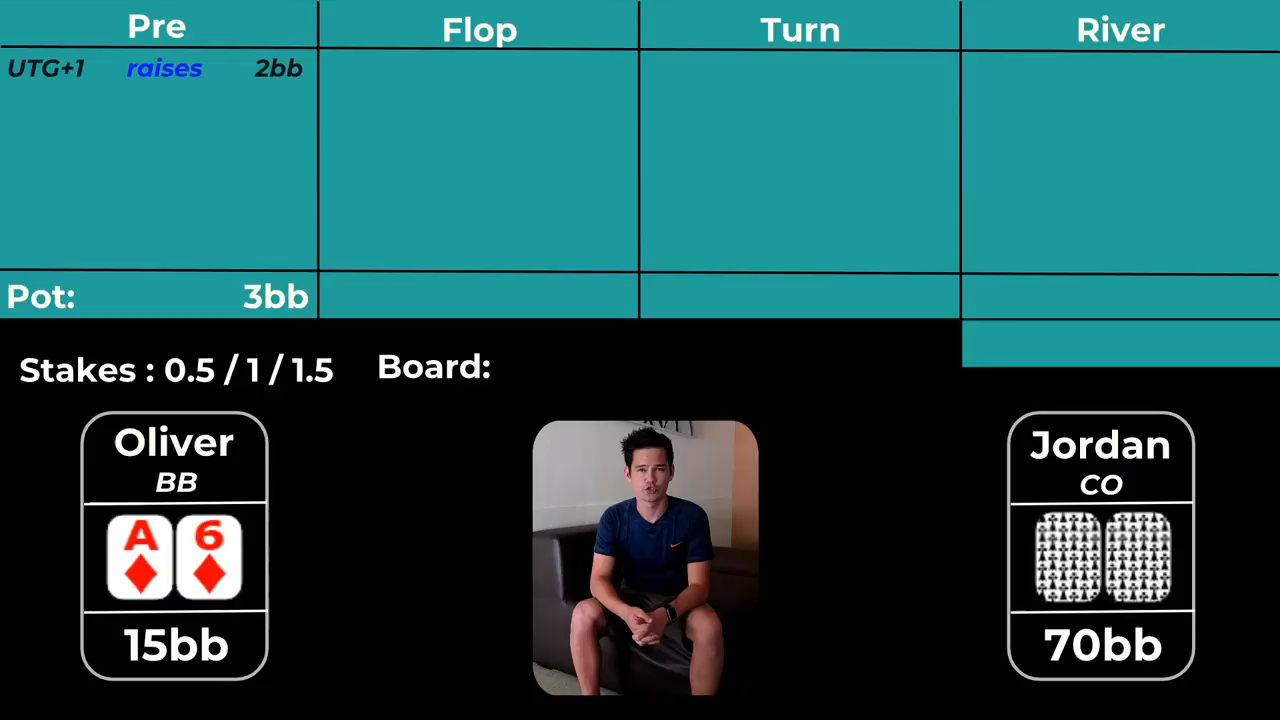 Pre Flop Turn River
UTG+1 raises 2bb
Pot: 3bb
Stakes : 0.5 / 1 / 1.5 Board:
Oliver
BB
A 6
15bb
Jordan
CO
70bb